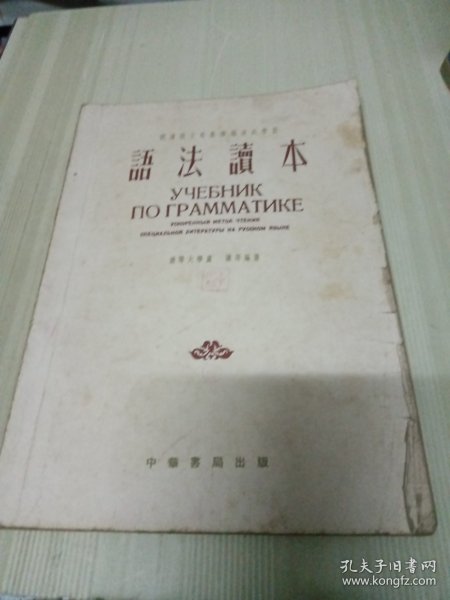 語法讀本
УЧЕБНИК
ПО ГРАММАТИКЕ
УСКОРЕННЫЙ МЕТОД ЧТЕНИЯ
СПЕЦИАЛЬНОЙ ЛИТЕРАТУРЫ НА РУССКОМ ЯЗЫКЕ
中華書局出版
孔夫子旧书网
www.kongfz.com